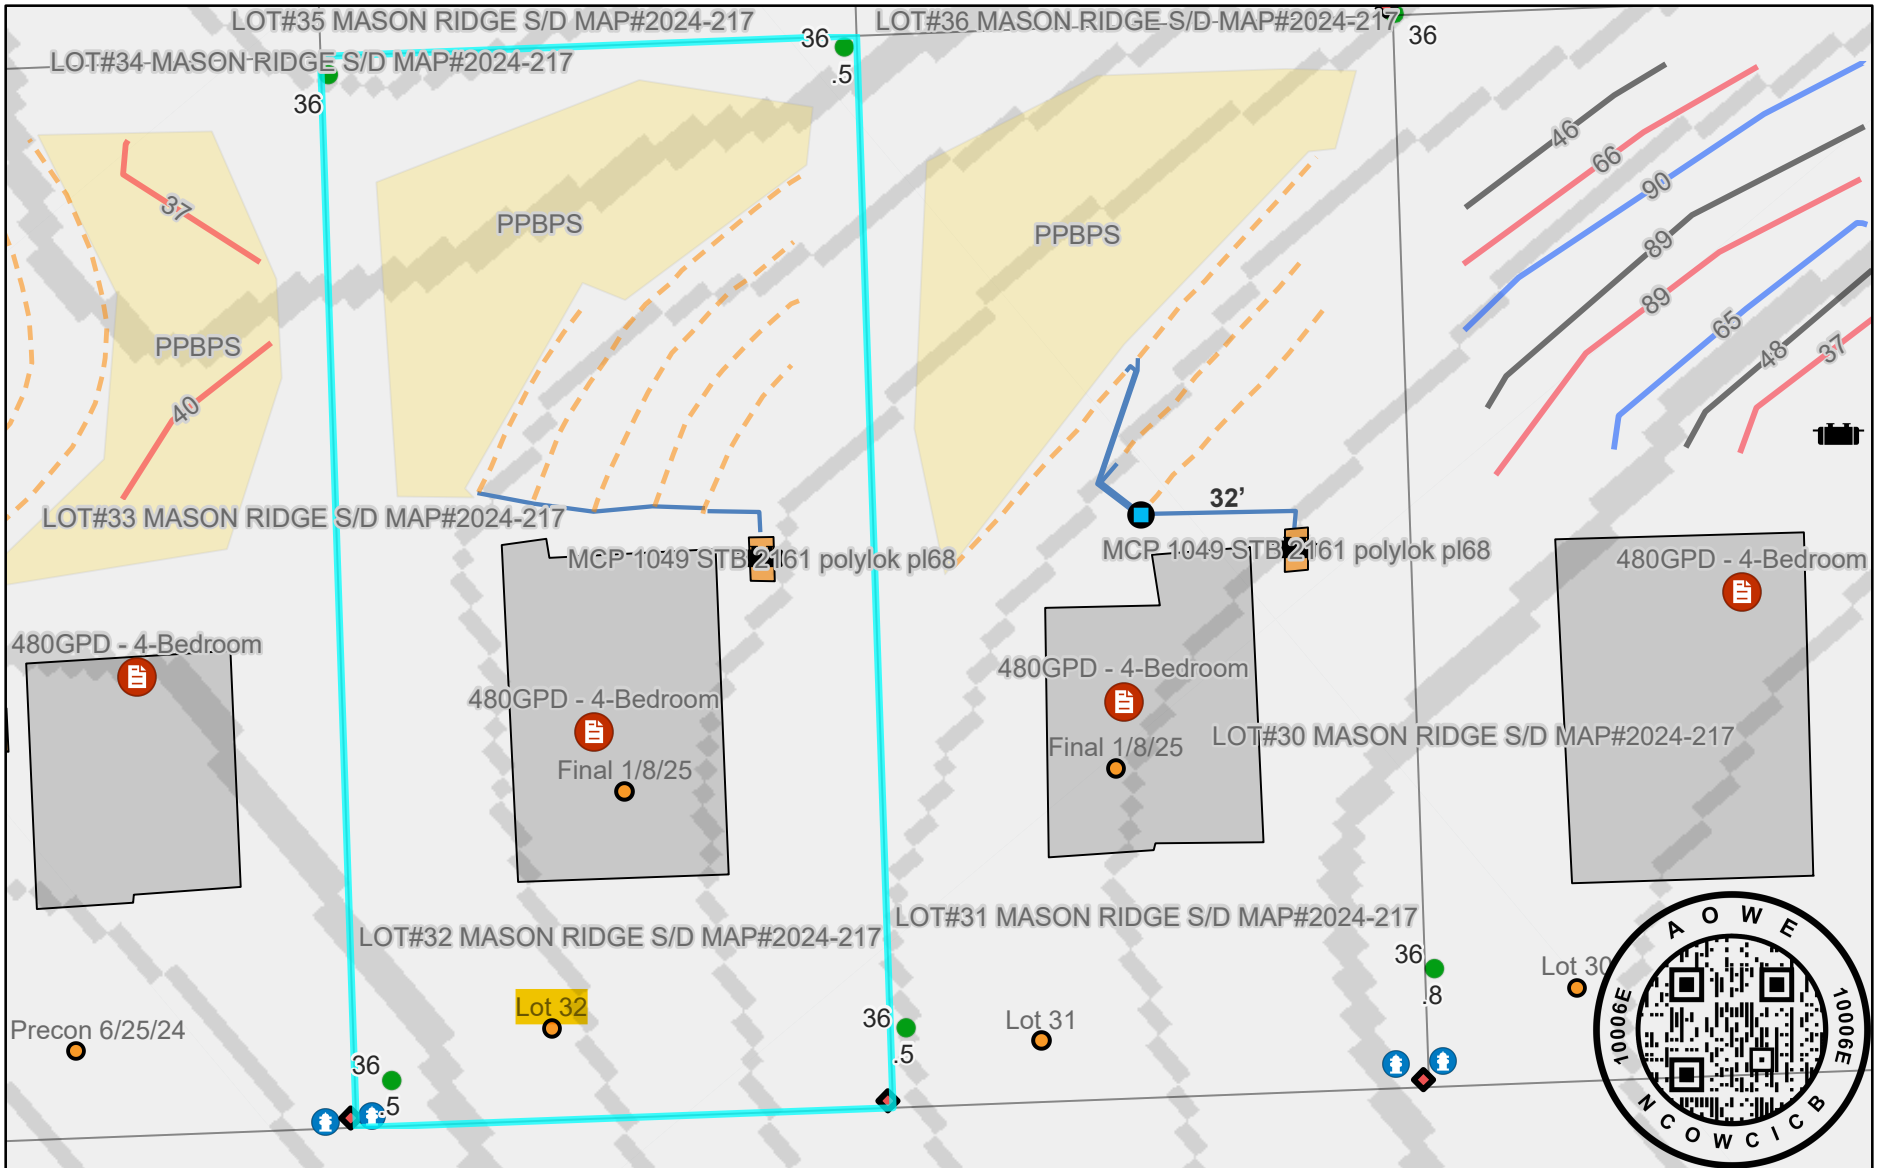 LOT#35 MASON RIDGE S/D MAP#2024-217
LOT#36 MASON RIDGE S/D MAP#2024-217
36
.5
36
LOT#34 MASON RIDGE S/D MAP#2024-217
36
46
66
90
37
PPBPS
PPBPS
89
89
65
PPBPS
48
37
40
32’
LOT#33 MASON RIDGE S/D MAP#2024-217
MCP 1049 STB 2161 polylok pl68
MCP 1049 STB 2161 polylok pl68
480GPD - 4-Bedroom
480GPD - 4-Bedroom
480GPD - 4-Bedroom
480GPD - 4-Bedroom
Final 1/8/25
Final 1/8/25
LOT#30 MASON RIDGE S/D MAP#2024-217
LOT#31 MASON RIDGE S/D MAP#2024-217
LOT#32 MASON RIDGE S/D MAP#2024-217
36
.8
Lot 30
Lot 32
Lot 31
36
.5
Precon 6/25/24
36
.5
AOWE
10006E
10006E
NCOWCICB